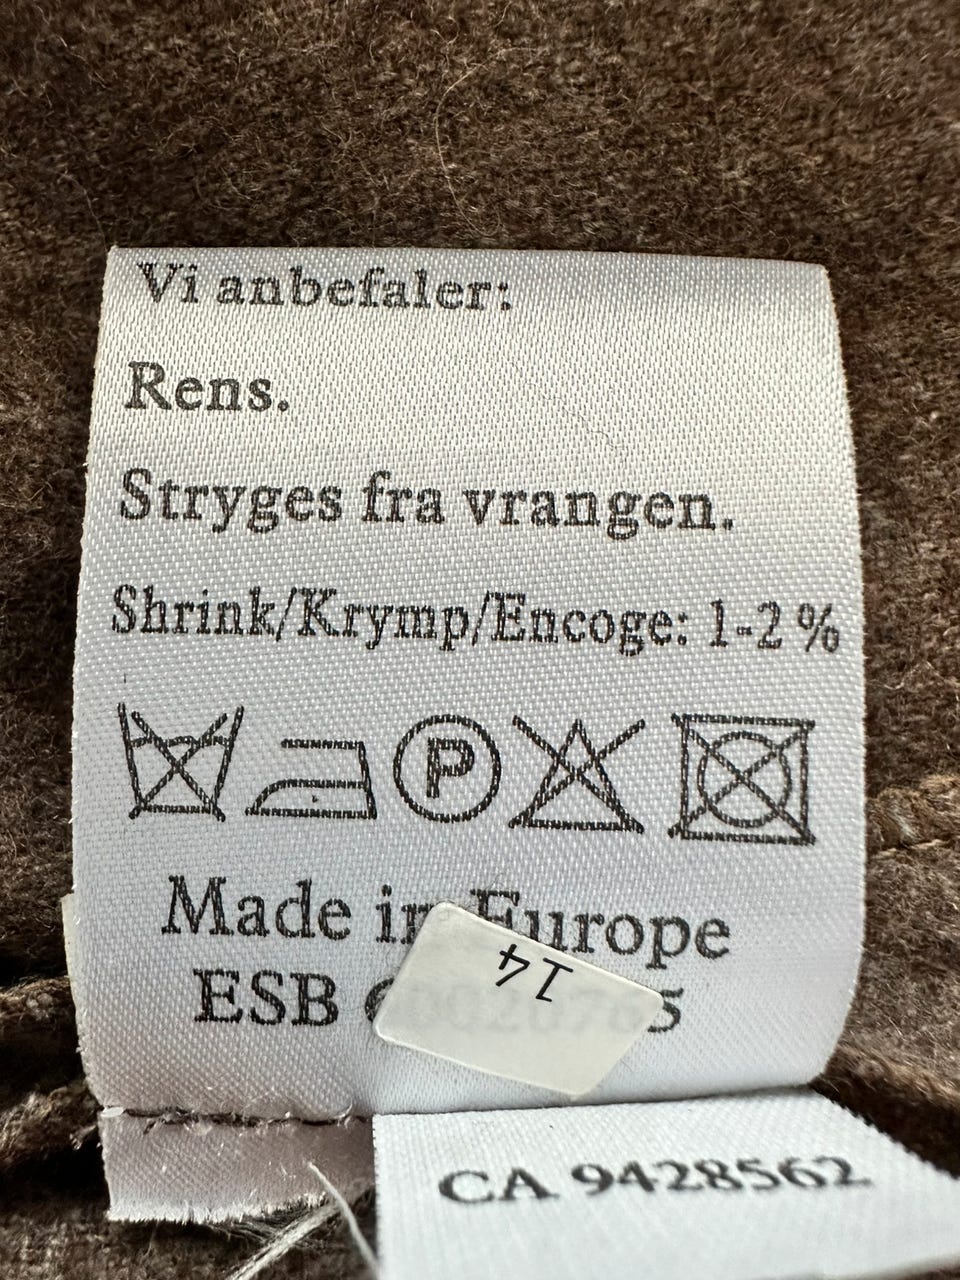 Vi anbefaler:
Rens.
Stryges fra vrangen.
Shrink/Krymp/Encoge: 1-2 %
P
Made in Europe
ESB
14
CA 9428562